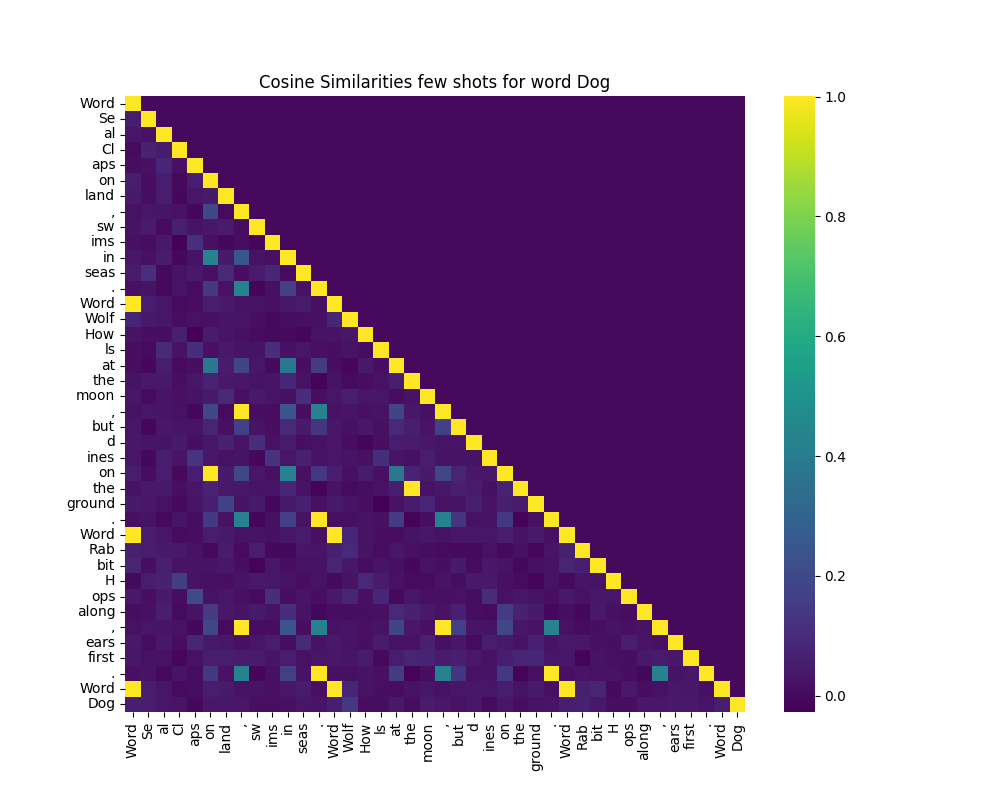 Cosine Similarities few shots for word Dog
Word
Se
al
Cl
aps
on
land
,
sw
ims
in
seas
.
Word
Wolf
How
ls
at
the
moon
,
but
d
ines
on
the
ground
.
Word
Rab
bit
H
ops
along
,
ears
first
.
Word
Dog
Word Se al Cl aps on land , sw ims in seas . Word Wolf How ls at the moon , but d ines on the ground . Word Rab bit H ops along , ears first . Word Dog
1.0
0.8
0.6
0.4
0.2
0.0